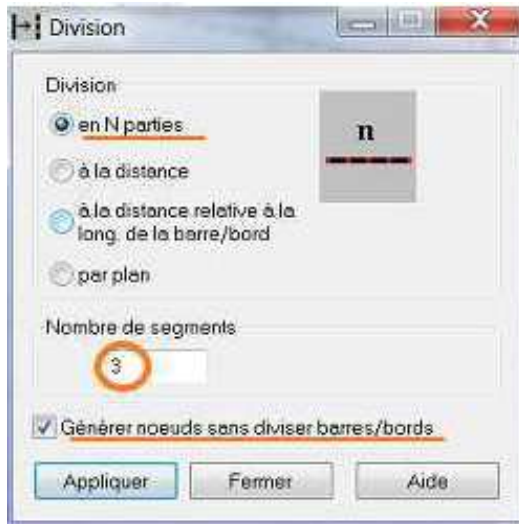 Division
Division
en N parties
n
à la distance
à la distance relative à la
long. de la barre/bord
par plan
Nombre de segments
3
Générer noeuds sans diviser barres/bords
Appliquer
Fermer
Aide